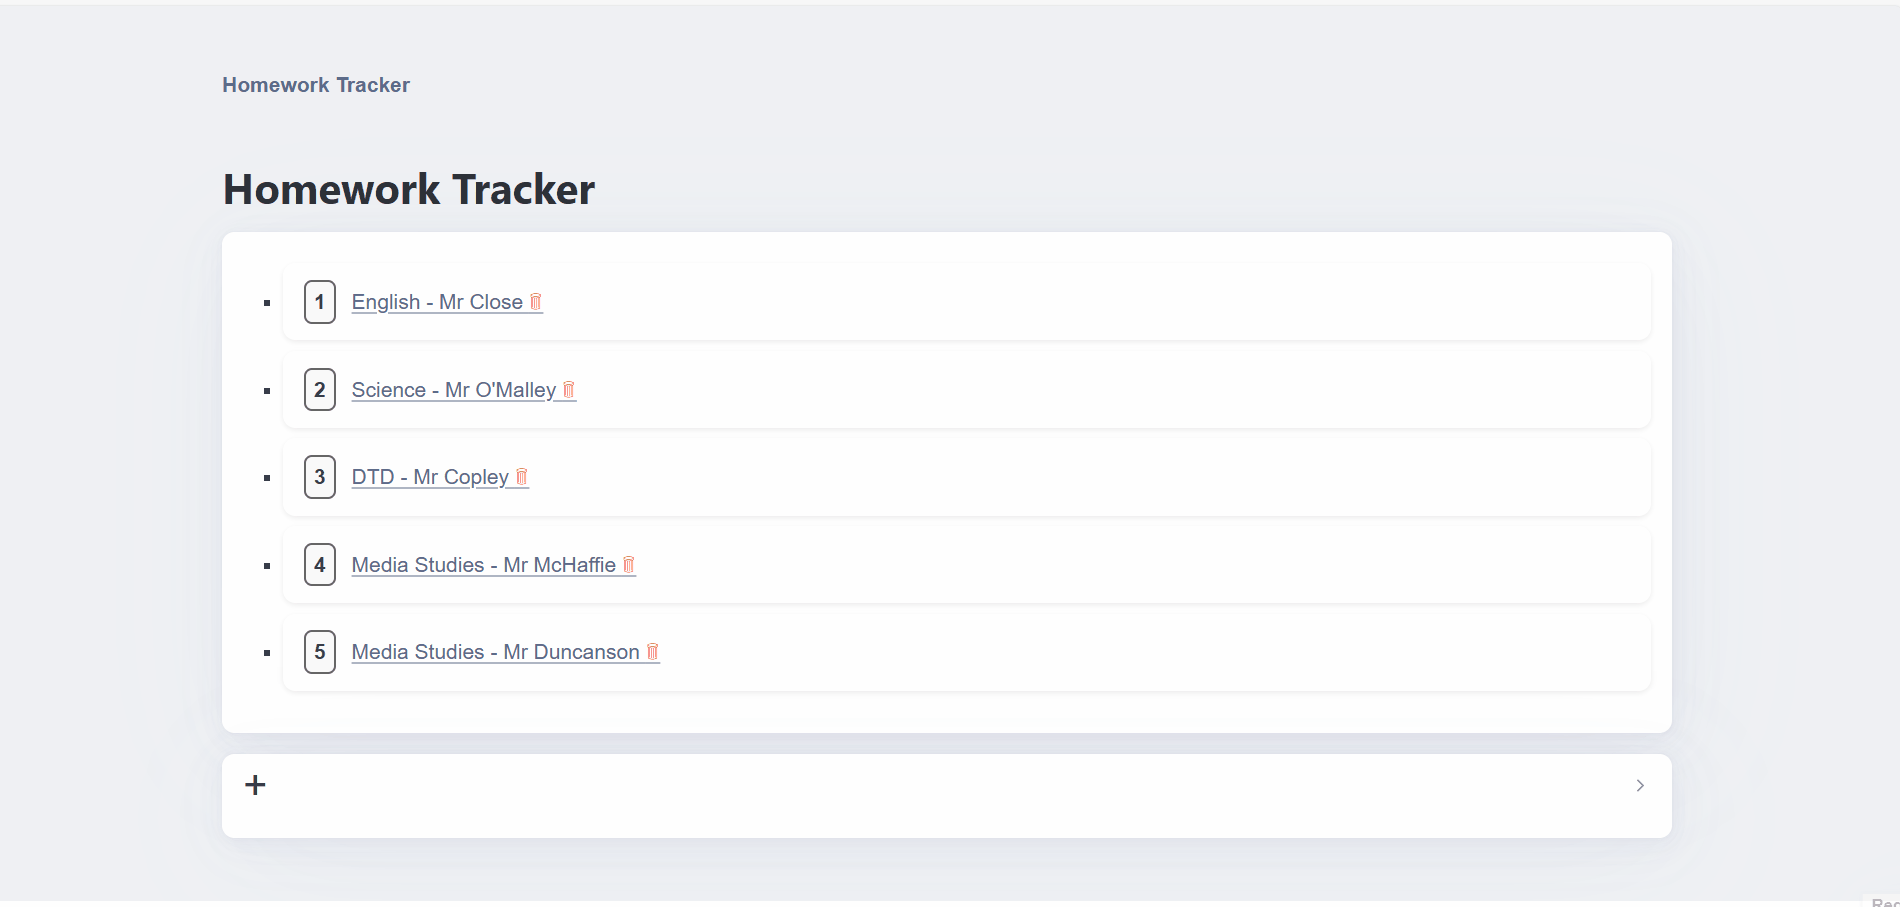 Homework Tracker
Homework Tracker
1 English - Mr Close
2 Science - Mr O'Malley
3 DTD - Mr Copley
4 Media Studies - Mr McHaffie
5 Media Studies - Mr Duncanson
+